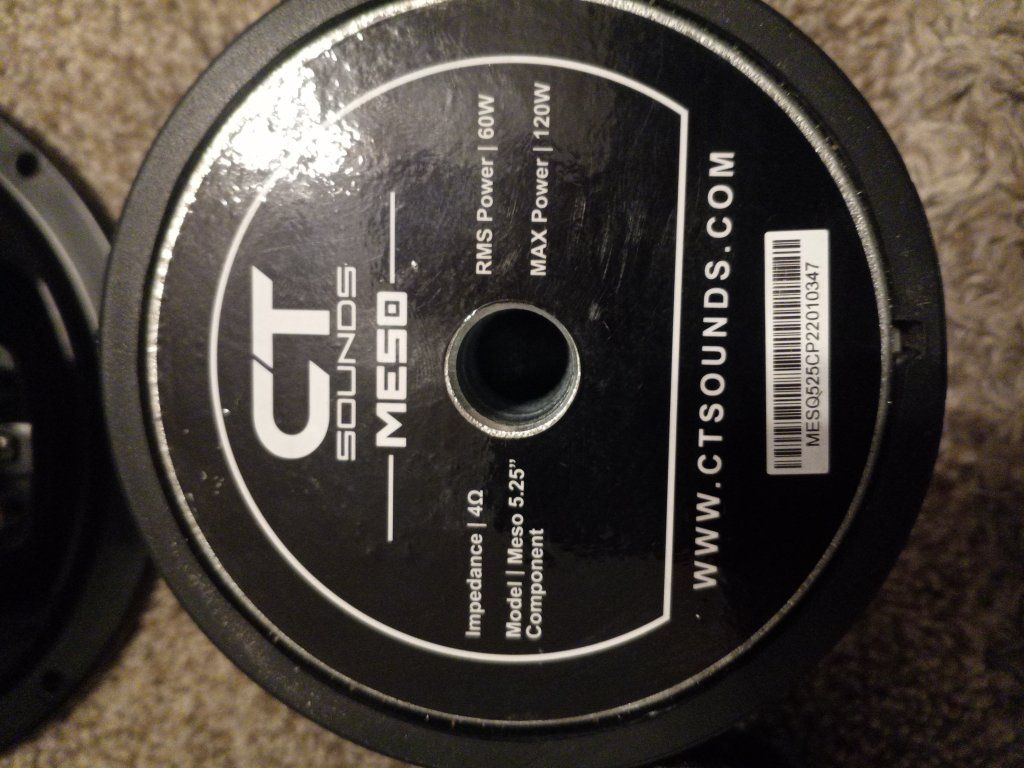 CT
SOUNDS
MESO
Impedance | 4Ω
Model | Meso 5.25”
Component
RMS Power | 60W
MAX Power | 120W
WWW.CTSOUNDS.COM
MESO525CP22010347